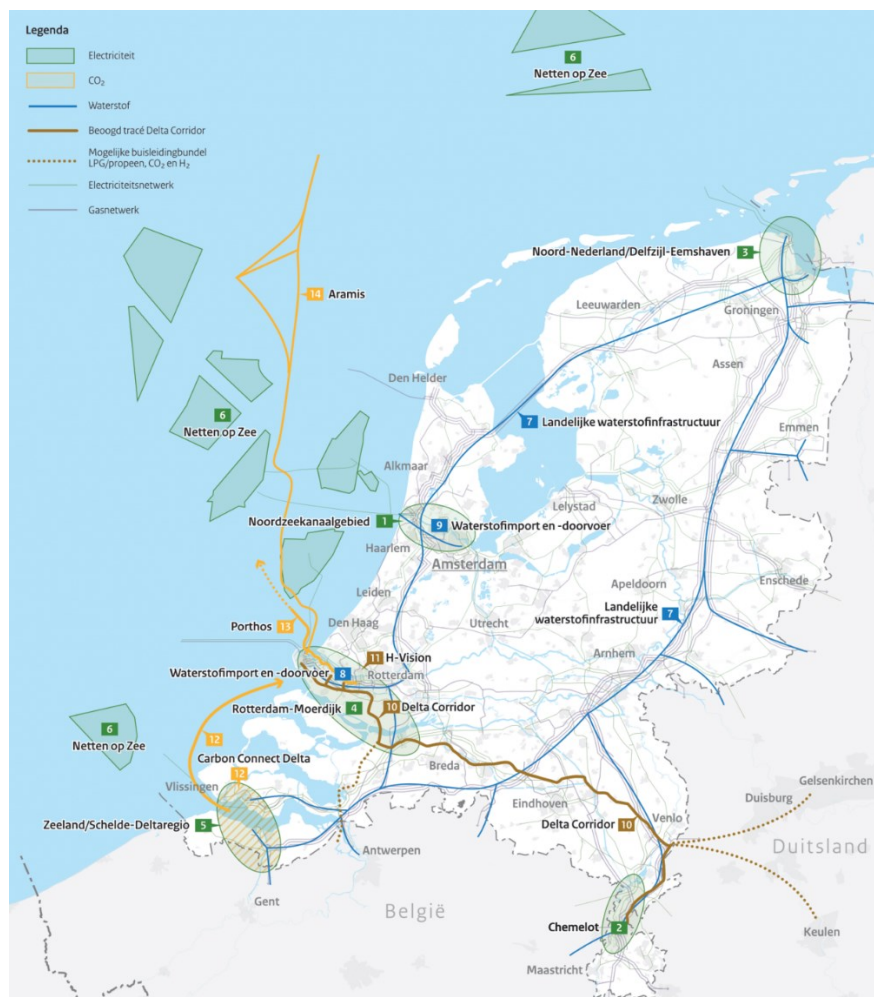 Legenda
Electriciteit
CO₂
Waterstof
Beoogd tracé Delta Corridor
Mogelijke buisleidingbundel
LPG/propeen, CO₂ en H₂
Electriciteitsnetwerk
Gasnetwerk
6
Netten op Zee
Noord-Nederland/Delfzijl-Eemshaven 3
14 Aramis
Leeuwarden
Groningen
Assen
Den Helder
6
Netten op Zee
7 Landelijke waterstofinfrastructuur
Emmen
Alkmaar
Lelystad
Zwolle
Noordzeekanaalgebied 1
9 Waterstofimport en -doorvoer
Haarlem
Amsterdam
Apeldoorn
Enschede
Leiden
Utrecht
Landelijke
waterstofinfrastructuur
7
Porthos 13
Den Haag
Arnhem
11 H-Vision
Waterstofimport en -doorvoer 8
Rotterdam
Rotterdam-Moerdijk 4
10 Delta Corridor
6
Netten op Zee
12
Carbon Connect Delta
12
Vlissingen
Breda
Gelsenkirchen
Duisburg
Eindhoven
Venlo
Zeeland/Schelde-Deltaregio 5
Delta Corridor 10
Antwerpen
Duitsland
Gent
België
Chemelot 2
Keulen
Maastricht